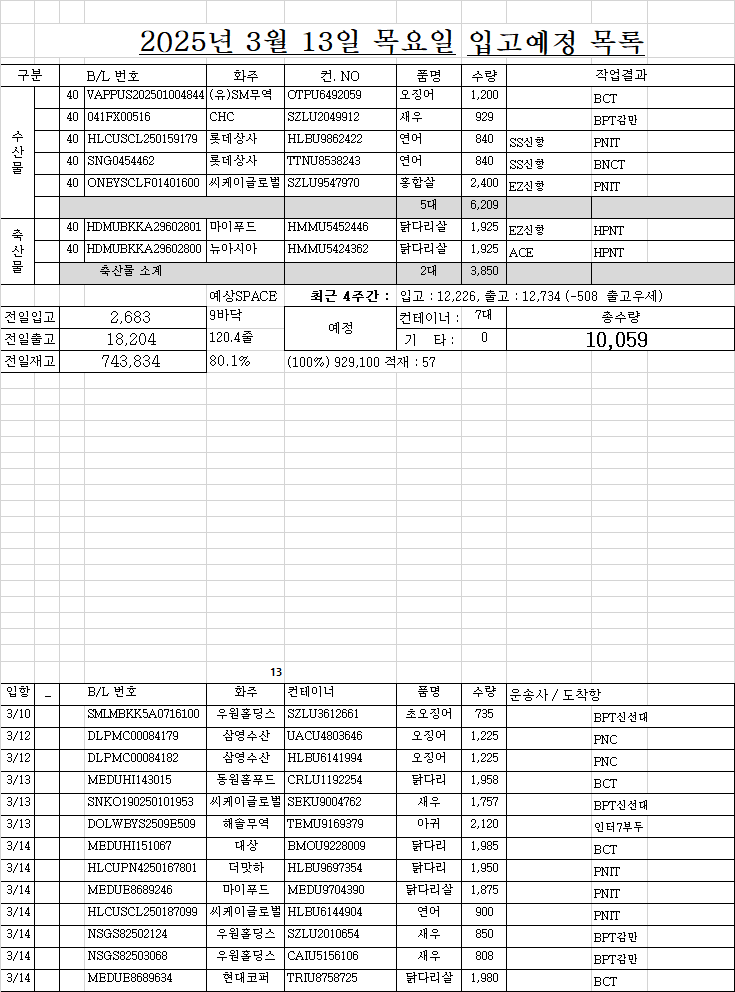 2025년 3월 13일 목요일 입고예정 목록
구분 B/L 번호 화주 컨. NO 품명 수량 작업결과
수산물
40 VAPPUS202501004844 (유)SM무역 OTPU6492059 오징어 1,200 BCT
40 041FX00516 CHC SZLU2049912 새우 929 BPT감만
40 HLCUSCL250159179 롯데상사 HLBU9862422 연어 840 SS신항 PNIT
40 SNG0454462 롯데상사 TTNU8538243 연어 840 SS신항 BNCT
40 ONEYSCLF01401600 씨케이글로벌 SZLU9547970 홍합살 2,400 EZ신항 PNIT
5대 6,209
축산물
40 HDMUBKKA29602801 마이푸드 HMMU5452446 닭다리살 1,925 EZ신항 HPNT
40 HDMUBKKA29602800 뉴아시아 HMMU5424362 닭다리살 1,925 ACE HPNT
축산물 소계 2대 3,850
예상SPACE 최근 4주간 : 입고 : 12,226, 출고 : 12,734 (-508 출고우세)
전일입고 2,683 9바닥 예정 컨테이너 : 7대 총수량
전일출고 18,204 120.4줄 기 타 : 0 10,059
전일재고 743,834 80.1% (100%) 929,100 적재 : 57
13
입항 _ B/L 번호 화주 컨테이너 품명 수량 운송사 / 도착항
3/10 SMLMBKK5A0716100 우원홀딩스 SZLU3612661 초오징어 735 BPT신선대
3/12 DLPMC00084179 삼영수산 UACU4803646 오징어 1,225 PNC
3/12 DLPMC00084182 삼영수산 HLBU6141994 오징어 1,225 PNC
3/13 MEDUHI143015 동원홈푸드 CRLU1192254 닭다리 1,958 BCT
3/13 SNKO190250101953 씨케이글로벌 SEKU9004762 새우 1,757 BPT신선대
3/13 DOLWBYS2509E509 해솔무역 TEMU9169379 아귀 2,120 인터7부두
3/14 MEDUHI151067 대상 BMOU9228009 닭다리 1,985 BCT
3/14 HLCUPN4250167801 더맛하 HLBU9697354 닭다리 1,950 PNIT
3/14 MEDUE8689246 마이푸드 MEDU9704390 닭다리살 1,875 PNIT
3/14 HLCUSCL250187099 씨케이글로벌 HLBU6144904 연어 900 PNIT
3/14 NSGS82502124 우원홀딩스 SZLU2010654 새우 850 BPT감만
3/14 NSGS82503068 우원홀딩스 CAIU5156106 새우 808 BPT감만
3/14 MEDUE8689634 현대코퍼 TRIU8758725 닭다리살 1,980 BCT